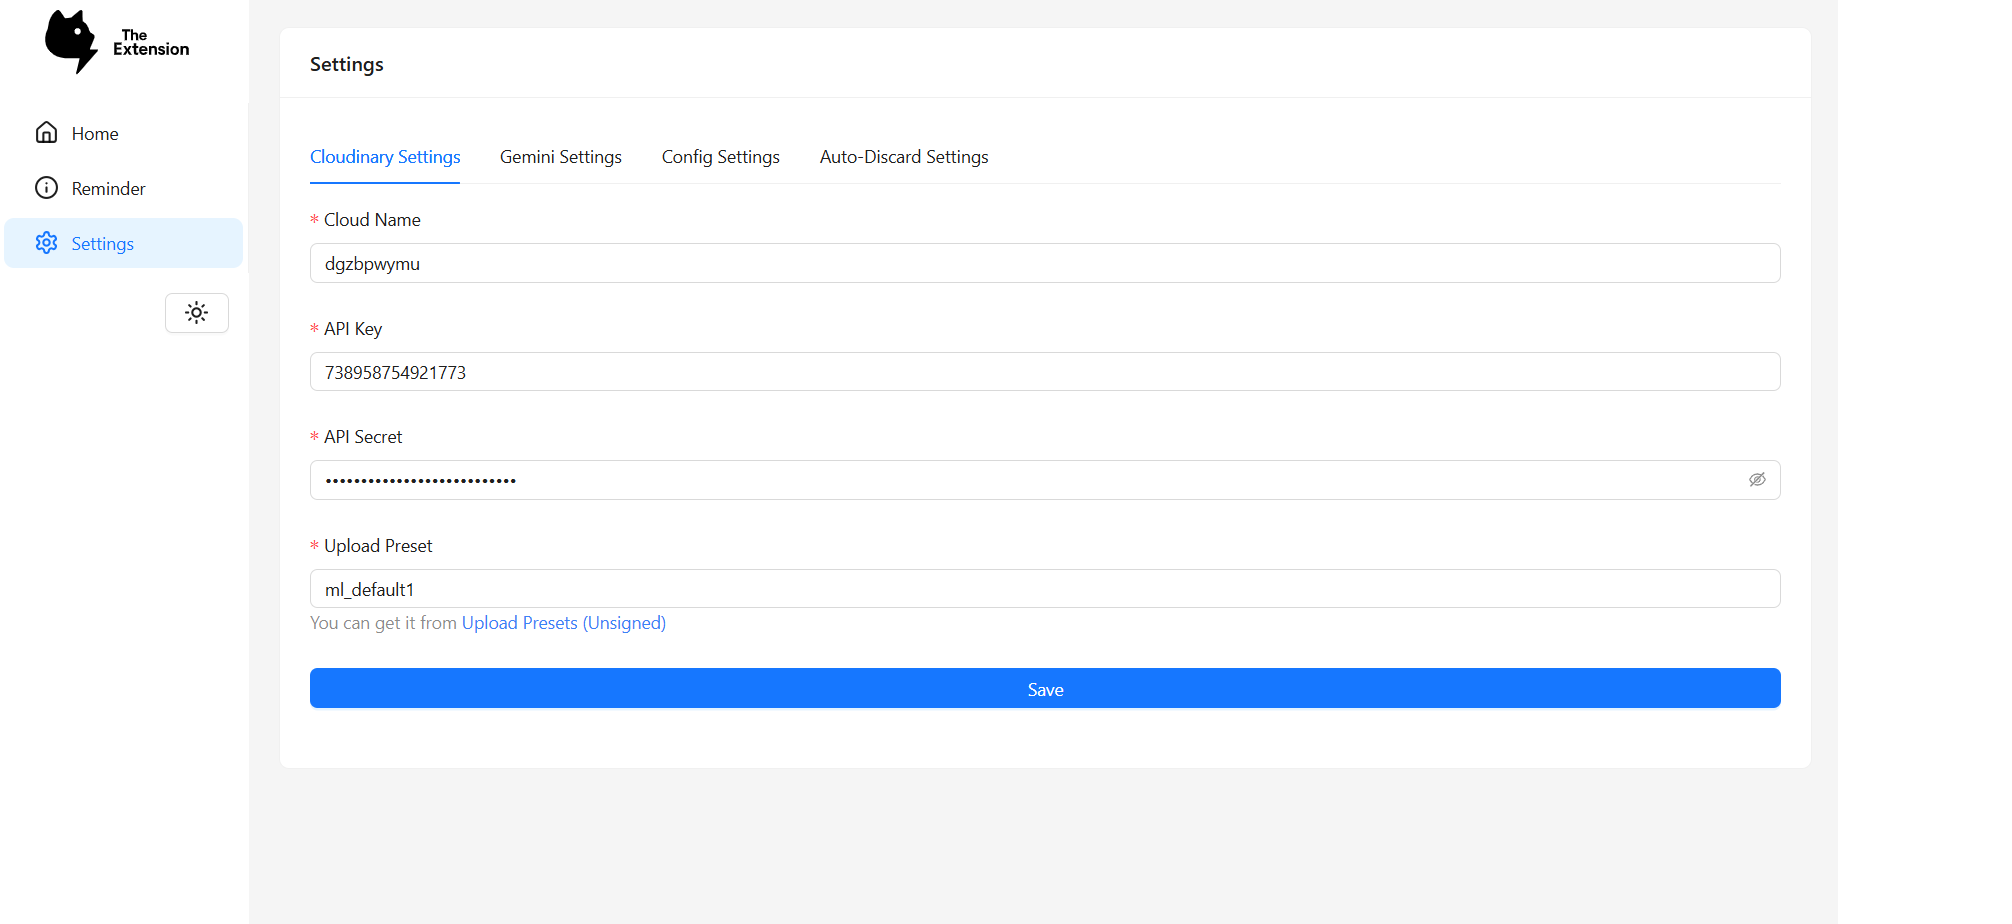 The
Extension
Home
Reminder
Settings
Settings
Cloudinary Settings
Gemini Settings
Config Settings
Auto-Discard Settings
* Cloud Name
dgzbpwymu
* API Key
738958754921773
* API Secret
•••••••••••••••••••••••••••
* Upload Preset
ml_default1
You can get it from Upload Presets (Unsigned)
Save